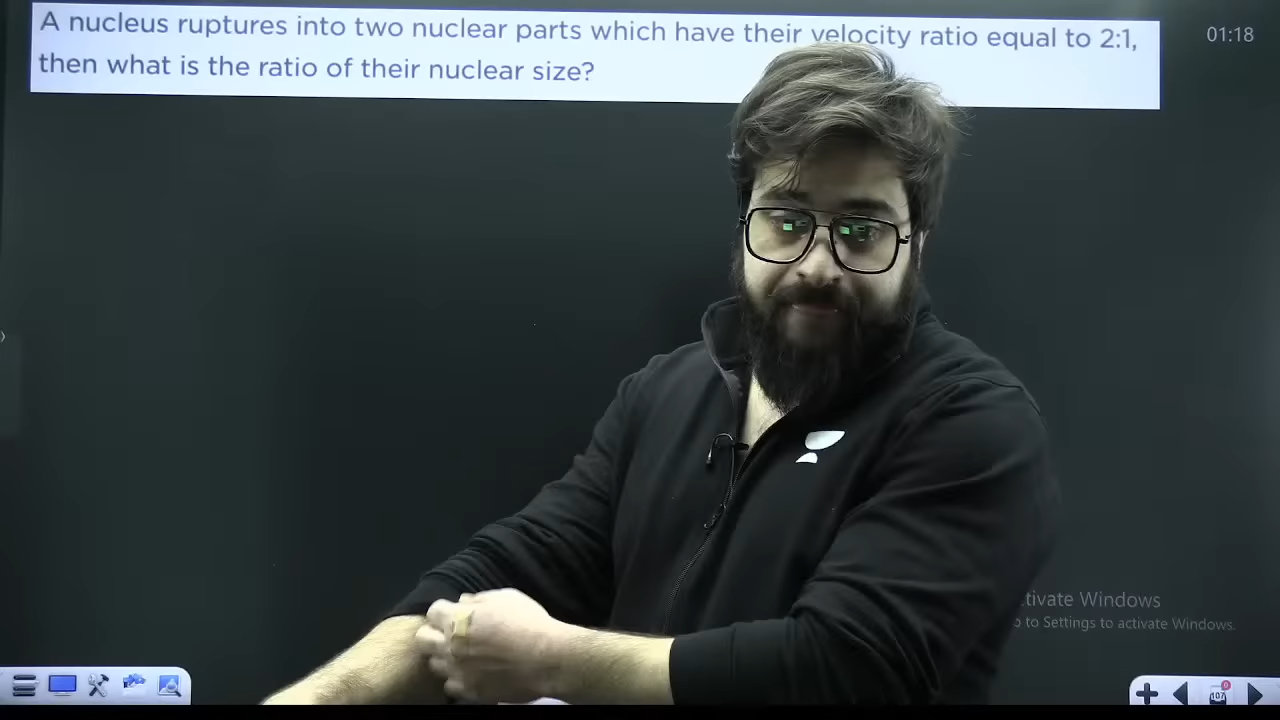 A nucleus ruptures into two nuclear parts which have their velocity ratio equal to 2:1,
then what is the ratio of their nuclear size?
01:18
tivate Windows
to Settings to activate Windows.
107